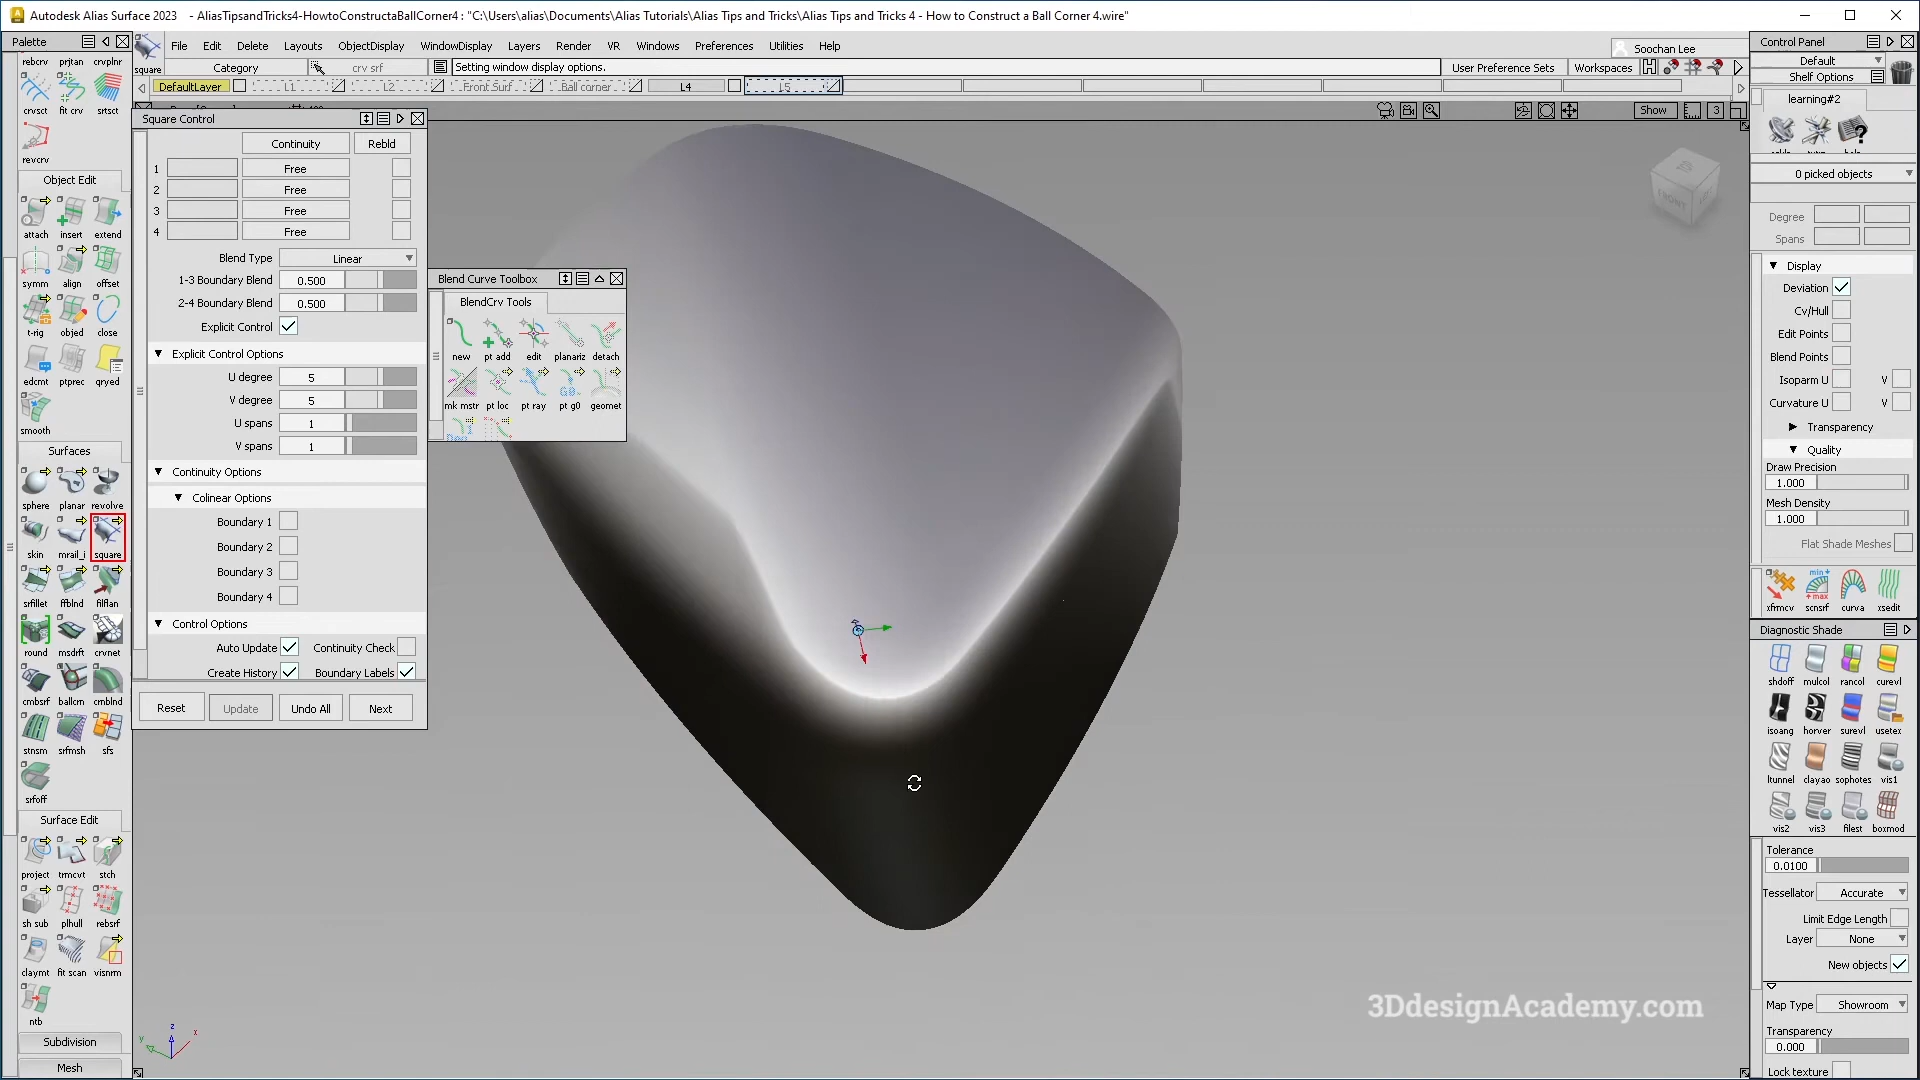 Autodesk Alias Surface 2023 - AliasTipsandTricks4-HowtoConstructaBallCorner4 : "C:\Users\alias\Documents\Alias Tutorials\Alias Tips and Tricks\Alias Tips and Tricks 4 - How to Construct a Ball Corner 4.wire"
Palette
File Edit Delete Layouts ObjectDisplay WindowDisplay Layers Render VR Windows Preferences Utilities Help
Soochan Lee
Control Panel
square Category crv srf Setting window display options. User Preference Sets Workspaces
Default
Shelf Options
DefaultLayer L1 L2 Front Surf Ball corner L4 L5
learning#2
Show 3
rebcrv prjtan crvplnr
crvsct fit crv srtsct
revcrv
Object Edit
attach insert extend
symm align offset
t-rig objed close
edcmt ptprec qryed
smooth
Surfaces
sphere planar revolve
skin mrail_i square
srfillet ffblnd filflan
round msdrft crvnet
cmbsrf ballcrn crnblnd
stnsm srfmsh sfs
srfoff
Surface Edit
project trmcvt stch
sh sub plhull rebsrf
claymt fit scan visnrm
ntb
Subdivision
Mesh
Square Control
Continuity Rebld
1 Free
2 Free
3 Free
4 Free
Blend Type Linear
1-3 Boundary Blend 0.500
2-4 Boundary Blend 0.500
Explicit Control
Explicit Control Options
U degree 5
V degree 5
U spans 1
V spans 1
Continuity Options
Colinear Options
Boundary 1
Boundary 2
Boundary 3
Boundary 4
Control Options
Auto Update Continuity Check
Create History Boundary Labels
Reset Update Undo All Next
Blend Curve Toolbox
BlendCrv Tools
new pt add edit planariz detach
mk mstr pt loc pt ray pt g0 geomet
FRONT
z
x
y
3DdesignAcademy.com
0 picked objects
Degree
Spans
Display
Deviation
Cv/Hull
Edit Points
Blend Points
Isoparm U V
Curvature U V
Transparency
Quality
Draw Precision
1.000
Mesh Density
1.000
Flat Shade Meshes
xfrmcv scnsrf curva xsedit
Diagnostic Shade
shdoff mulcol rancol curevl
isoang horver surevl usetex
ltunnel clayao sophotes vis1
vis2 vis3 filest boxmod
Tolerance
0.0100
Tessellator Accurate
Limit Edge Length
Layer None
New objects
Map Type Showroom
Transparency
0.000
Lock texture